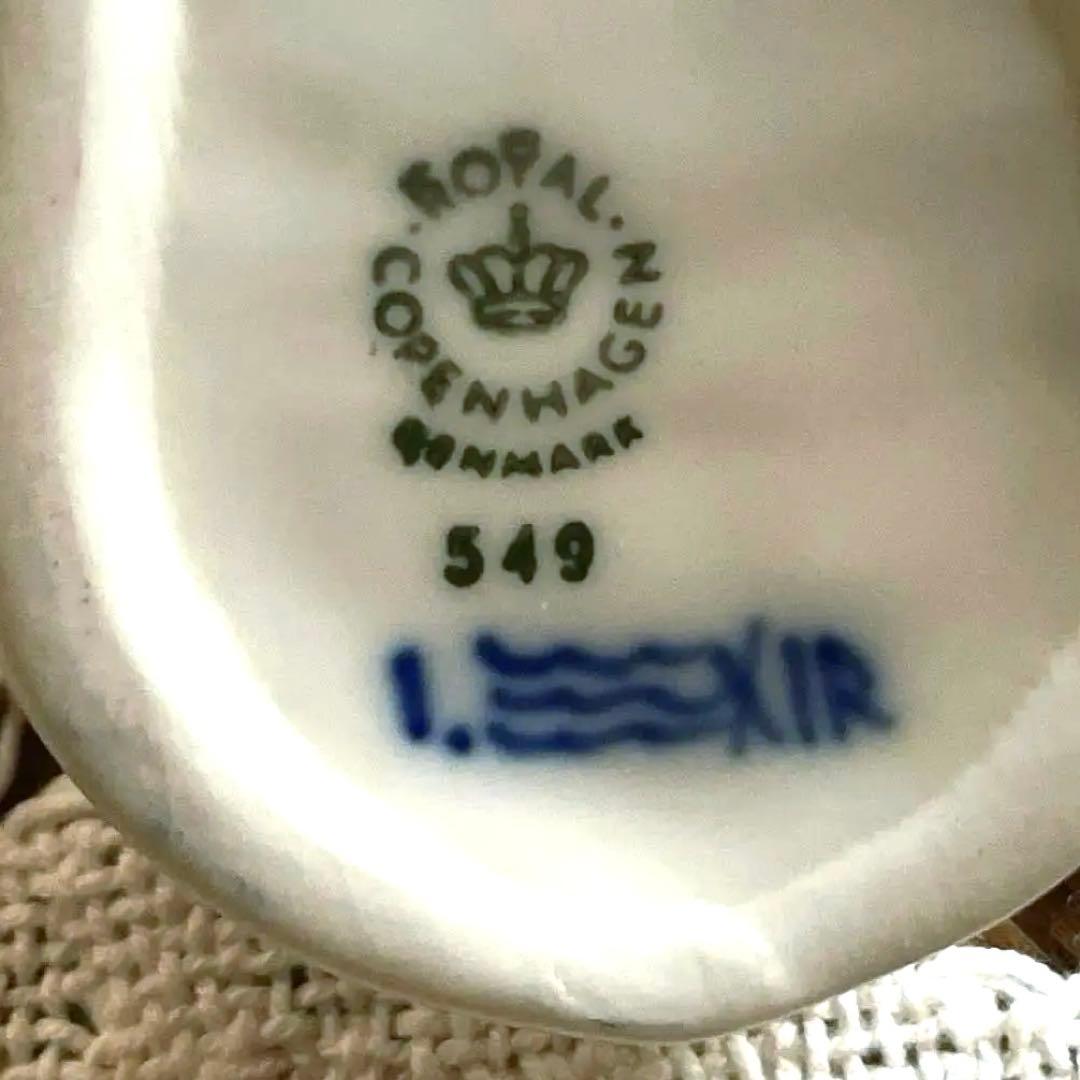 ROYAL
COPENHAGEN
DENMARK
549